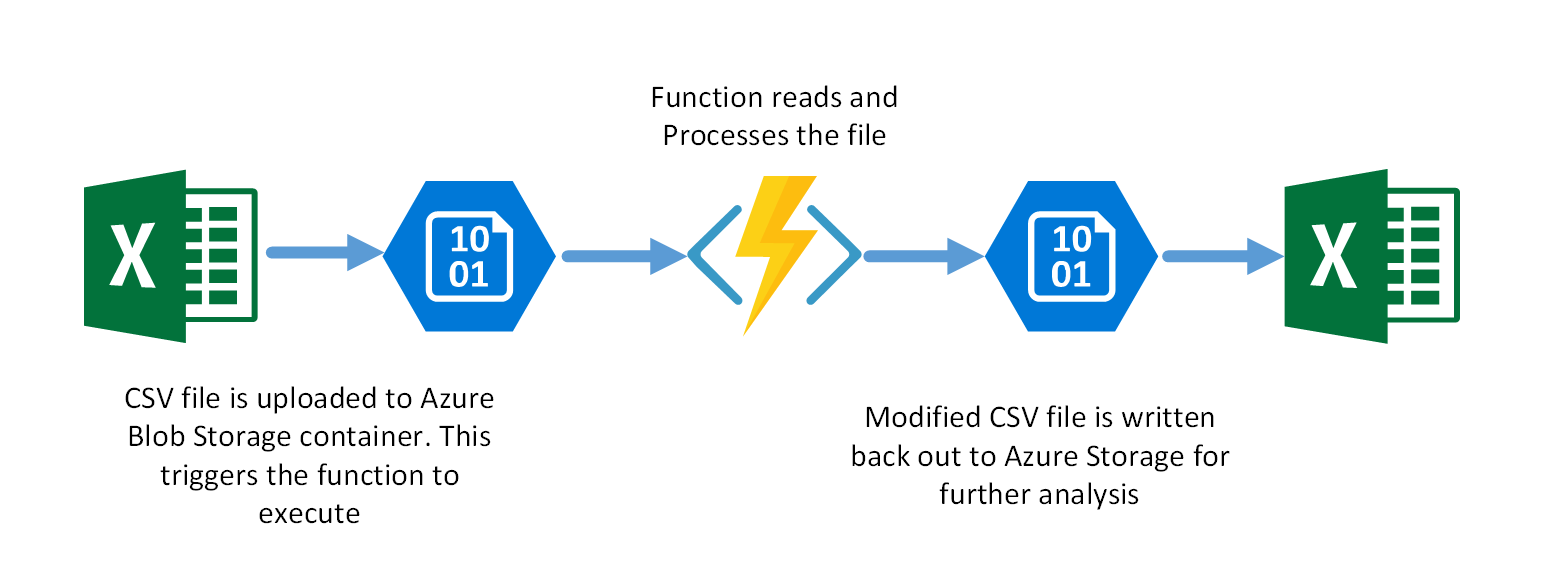 Function reads and
Processes the file
X
10
01
10
01
X
CSV file is uploaded to Azure
Blob Storage container. This
triggers the function to
execute
Modified CSV file is written
back out to Azure Storage for
further analysis